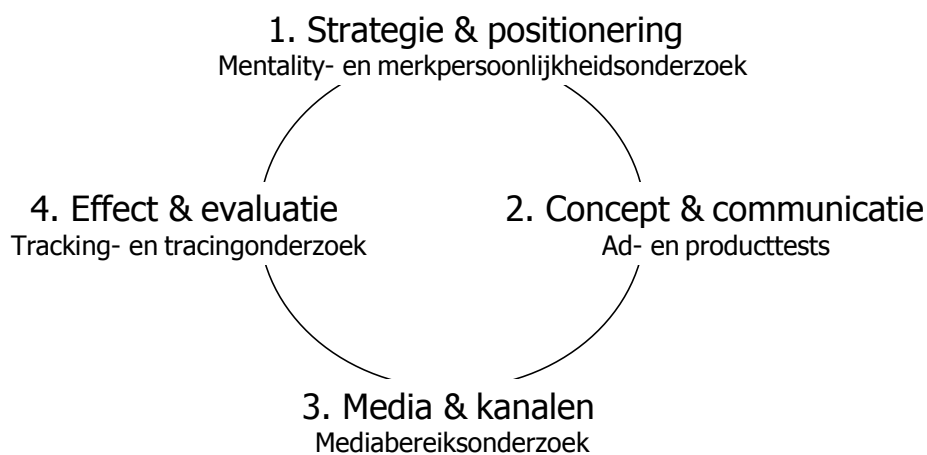 1. Strategie & positionering
Mentality- en merkpersoonlijkheidsonderzoek
4. Effect & evaluatie
Tracking- en tracingonderzoek
2. Concept & communicatie
Ad- en producttests
3. Media & kanalen
Mediabereiksonderzoek